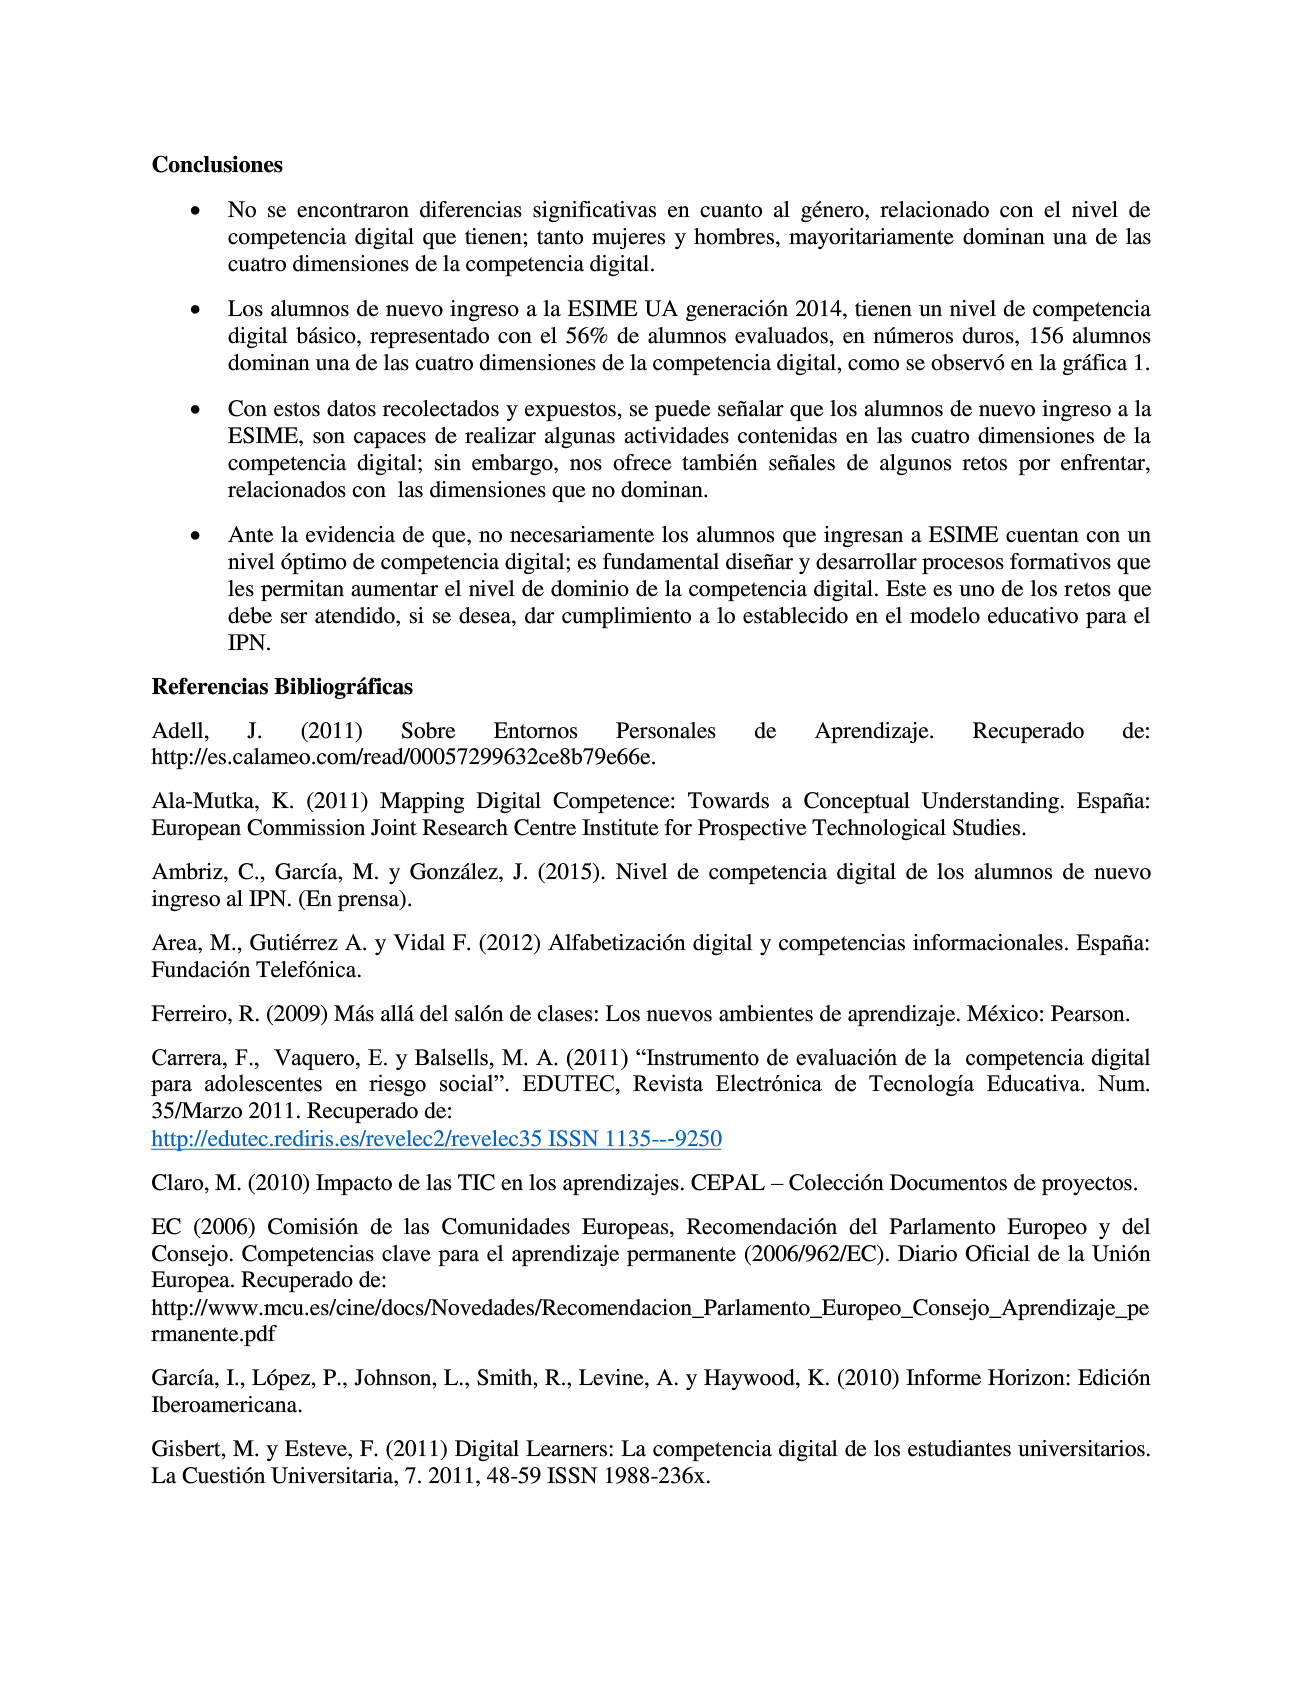 Conclusiones
• No se encontraron diferencias significativas en cuanto al género, relacionado con el nivel de
competencia digital que tienen; tanto mujeres y hombres, mayoritariamente dominan una de las
cuatro dimensiones de la competencia digital.
• Los alumnos de nuevo ingreso a la ESIME UA generación 2014, tienen un nivel de competencia
digital básico, representado con el 56% de alumnos evaluados, en números duros, 156 alumnos
dominan una de las cuatro dimensiones de la competencia digital, como se observó en la gráfica 1.
• Con estos datos recolectados y expuestos, se puede señalar que los alumnos de nuevo ingreso a la
ESIME, son capaces de realizar algunas actividades contenidas en las cuatro dimensiones de la
competencia digital; sin embargo, nos ofrece también señales de algunos retos por enfrentar,
relacionados con  las dimensiones que no dominan.
• Ante la evidencia de que, no necesariamente los alumnos que ingresan a ESIME cuentan con un
nivel óptimo de competencia digital; es fundamental diseñar y desarrollar procesos formativos que
les permitan aumentar el nivel de dominio de la competencia digital. Este es uno de los retos que
debe ser atendido, si se desea, dar cumplimiento a lo establecido en el modelo educativo para el
IPN.
Referencias Bibliográficas
Adell, J. (2011) Sobre Entornos Personales de Aprendizaje. Recuperado de:
http://es.calameo.com/read/00057299632ce8b79e66e.
Ala-Mutka, K. (2011) Mapping Digital Competence: Towards a Conceptual Understanding. España:
European Commission Joint Research Centre Institute for Prospective Technological Studies.
Ambriz, C., García, M. y González, J. (2015). Nivel de competencia digital de los alumnos de nuevo
ingreso al IPN. (En prensa).
Area, M., Gutiérrez A. y Vidal F. (2012) Alfabetización digital y competencias informacionales. España:
Fundación Telefónica.
Ferreiro, R. (2009) Más allá del salón de clases: Los nuevos ambientes de aprendizaje. México: Pearson.
Carrera, F.,  Vaquero, E. y Balsells, M. A. (2011) “Instrumento de evaluación de la  competencia digital
para adolescentes en riesgo social”. EDUTEC, Revista Electrónica de Tecnología Educativa. Num.
35/Marzo 2011. Recuperado de:
http://edutec.rediris.es/revelec2/revelec35 ISSN 1135-‐‑9250
Claro, M. (2010) Impacto de las TIC en los aprendizajes. CEPAL – Colección Documentos de proyectos.
EC (2006) Comisión de las Comunidades Europeas, Recomendación del Parlamento Europeo y del
Consejo. Competencias clave para el aprendizaje permanente (2006/962/EC). Diario Oficial de la Unión
Europea. Recuperado de:
http://www.mcu.es/cine/docs/Novedades/Recomendacion_Parlamento_Europeo_Consejo_Aprendizaje_pe
rmanente.pdf
García, I., López, P., Johnson, L., Smith, R., Levine, A. y Haywood, K. (2010) Informe Horizon: Edición
Iberoamericana.
Gisbert, M. y Esteve, F. (2011) Digital Learners: La competencia digital de los estudiantes universitarios.
La Cuestión Universitaria, 7. 2011, 48-59 ISSN 1988-236x.